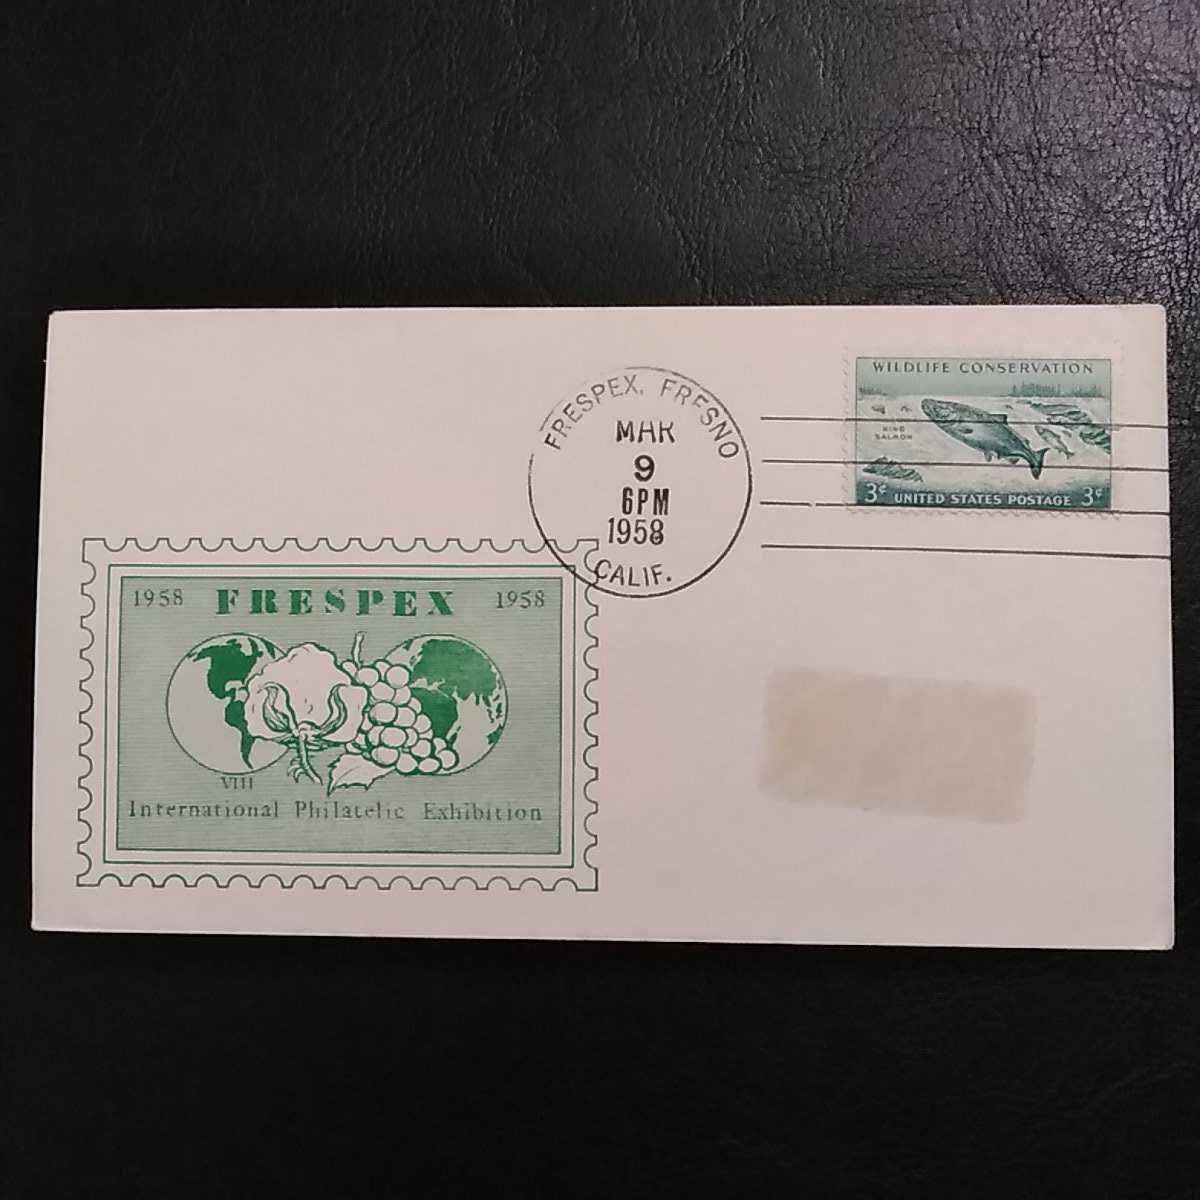 WILDLIFE CONSERVATION
KING
SALMON
3¢ UNITED STATES POSTAGE 3¢
FRESPEX, FRESNO
MAR
9
6PM
1958
CALIF.
1958 FRESPEX 1958
VIII
International Philatelic Exhibition